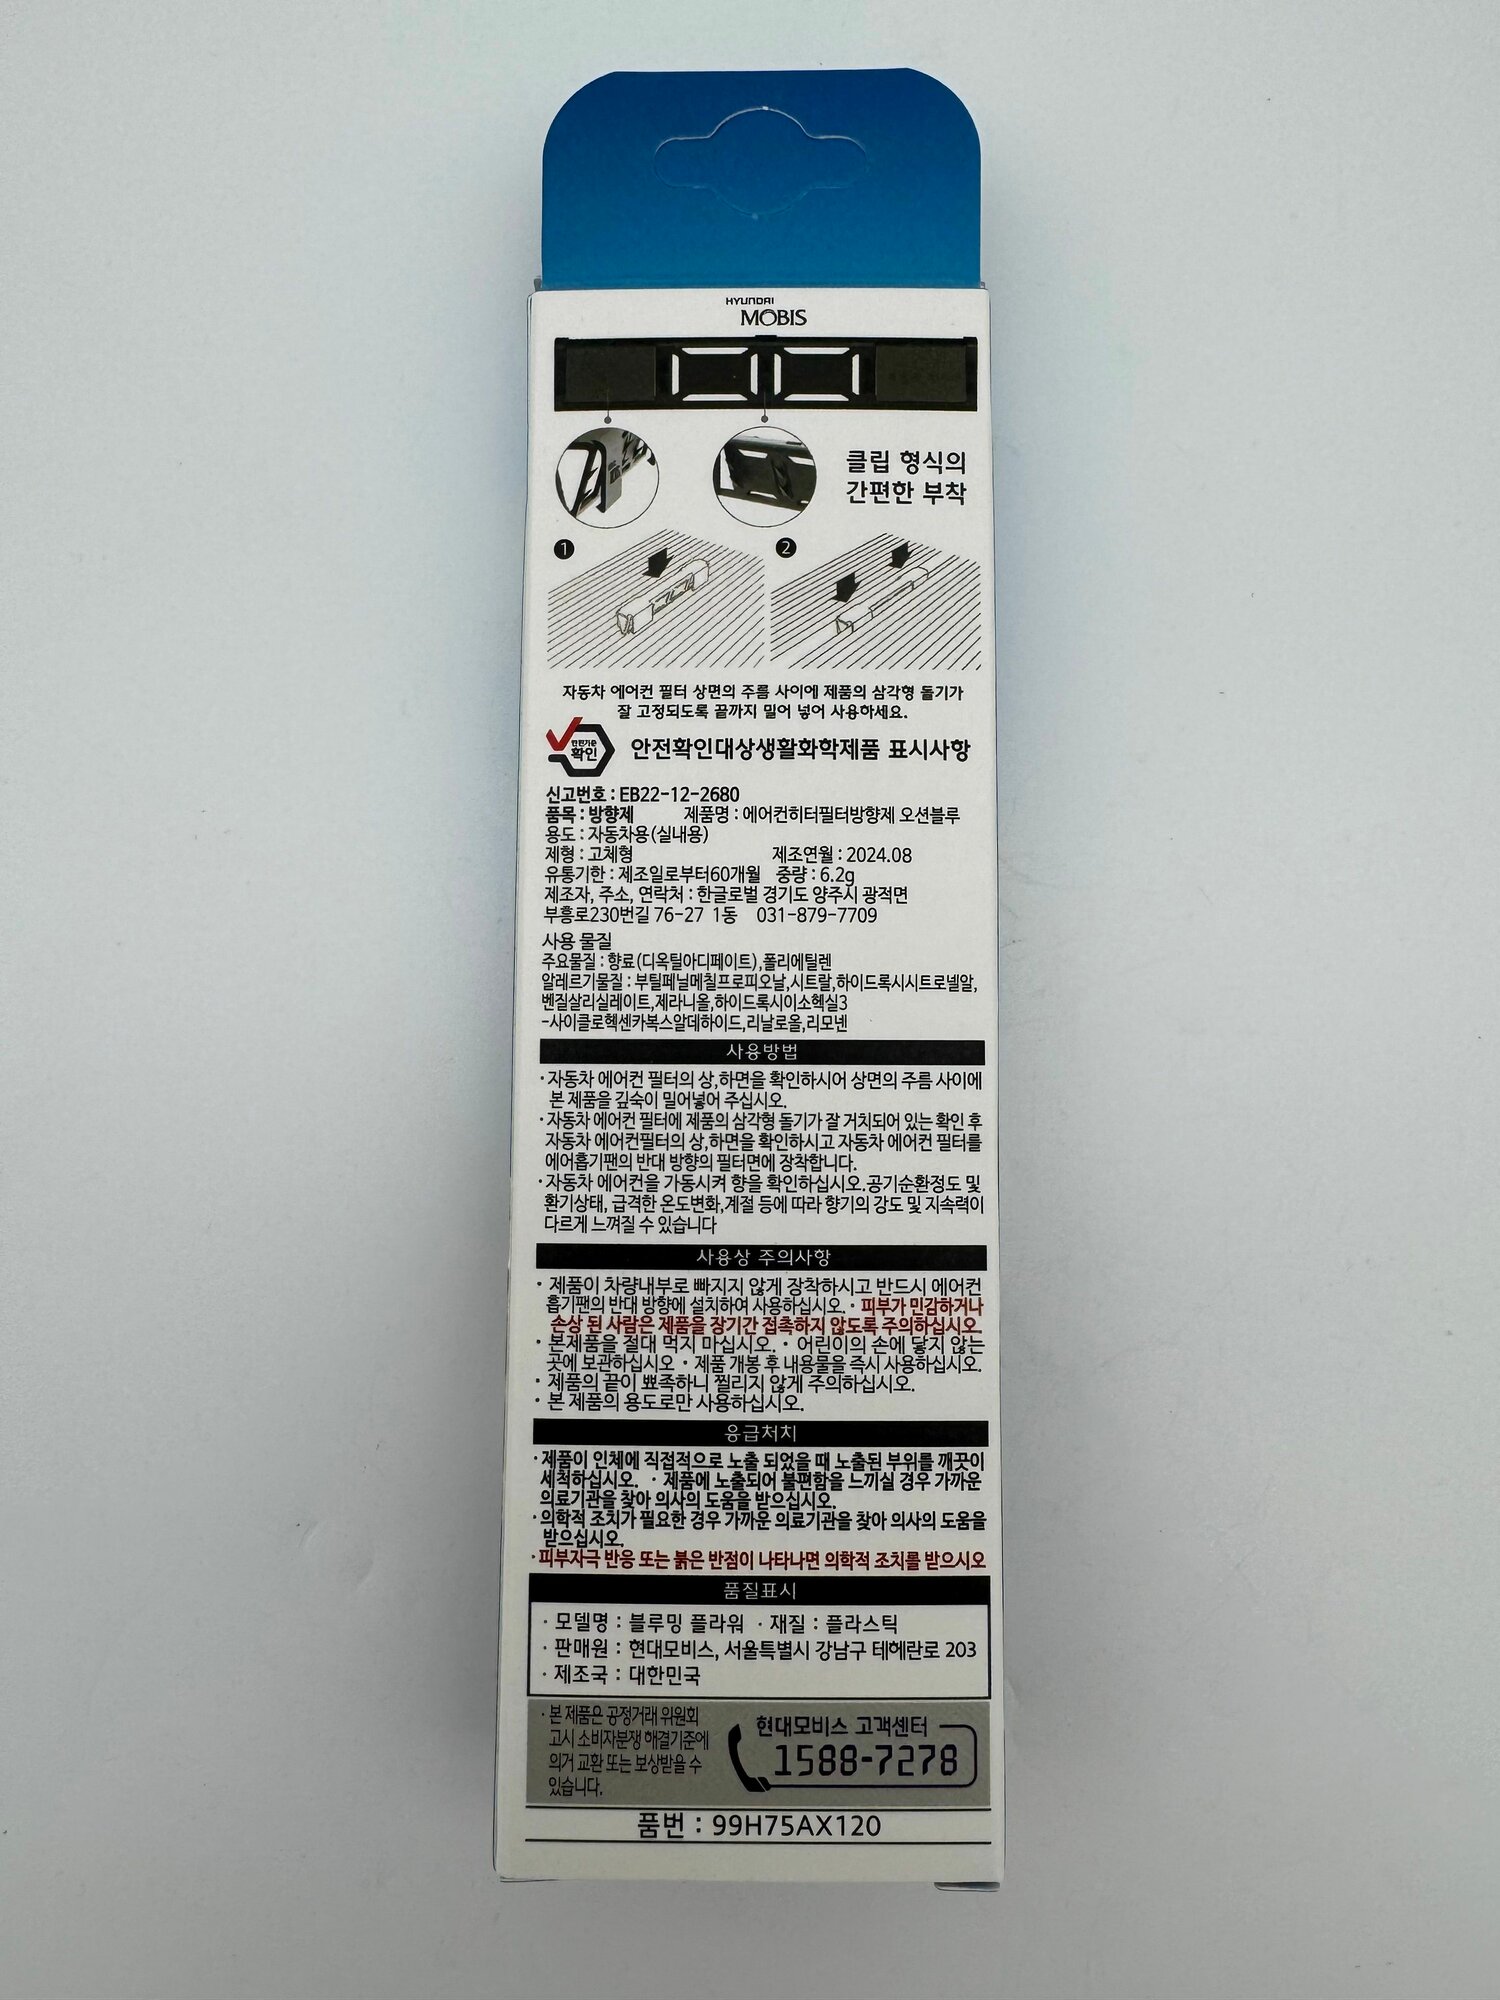 HYUNDAI
MOBIS
클립 형식의
간편한 부착
1
2
자동차 에어컨 필터 상면의 주름 사이에 제품의 삼각형 돌기가
잘 고정되도록 끝까지 밀어 넣어 사용하세요.
안전기준
확인
안전확인대상생활화학제품 표시사항
신고번호 : EB22-12-2680
품목 : 방향제 제품명 : 에어컨히터필터방향제 오션블루
용도 : 자동차용(실내용)
제형 : 고체형 제조연월 : 2024.08
유통기한 : 제조일로부터60개월 중량 : 6.2g
제조자, 주소, 연락처 : 한글로벌 경기도 양주시 광적면
부흥로230번길 76-27 1동 031-879-7709
사용 물질
주요물질 : 향료(디옥틸아디페이트),폴리에틸렌
알레르기물질 : 부틸페닐메칠프로피오날,시트랄,하이드록시시트로넬알,
벤질살리실레이트,제라니올,하이드록시이소헥실3
-사이클로헥센카복스알데하이드,리날로올,리모넨
사용방법
·자동차 에어컨 필터의 상,하면을 확인하시어 상면의 주름 사이에
본 제품을 깊숙이 밀어넣어 주십시오.
·자동차 에어컨 필터에 제품의 삼각형 돌기가 잘 거치되어 있는 확인 후
자동차 에어컨필터의 상,하면을 확인하시고 자동차 에어컨 필터를
에어흡기팬의 반대 방향의 필터면에 장착합니다.
·자동차 에어컨을 가동시켜 향을 확인하십시오.공기순환정도 및
환기상태, 급격한 온도변화,계절 등에 따라 향기의 강도 및 지속력이
다르게 느껴질 수 있습니다
사용상 주의사항
· 제품이 차량내부로 빠지지 않게 장착하시고 반드시 에어컨
흡기팬의 반대 방향에 설치하여 사용하십시오. · 피부가 민감하거나
손상 된 사람은 제품을 장기간 접촉하지 않도록 주의하십시오.
· 본제품을 절대 먹지 마십시오. · 어린이의 손에 닿지 않는
곳에 보관하십시오 · 제품 개봉 후 내용물을 즉시 사용하십시오.
· 제품의 끝이 뾰족하니 찔리지 않게 주의하십시오.
· 본 제품의 용도로만 사용하십시오.
응급처치
·제품이 인체에 직접적으로 노출 되었을 때 노출된 부위를 깨끗이
세척하십시오. · 제품에 노출되어 불편함을 느끼실 경우 가까운
의료기관을 찾아 의사의 도움을 받으십시오.
·의학적 조치가 필요한 경우 가까운 의료기관을 찾아 의사의 도움을
받으십시오.
·피부자극 반응 또는 붉은 반점이 나타나면 의학적 조치를 받으시오
품질표시
· 모델명 : 블루밍 플라워 · 재질 : 플라스틱
· 판매원 : 현대모비스, 서울특별시 강남구 테헤란로 203
· 제조국 : 대한민국
· 본 제품은 공정거래 위원회
고시 소비자분쟁 해결기준에
의거 교환 또는 보상받을 수
있습니다.
현대모비스 고객센터
1588-7278
품번 : 99H75AX120